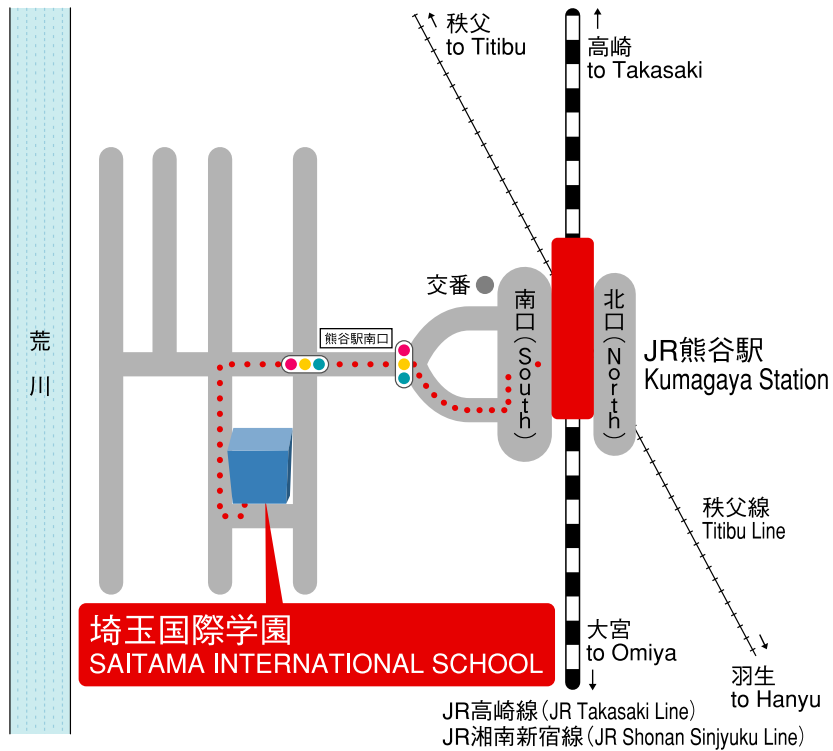 秩父
to Titibu
高崎
to Takasaki
交番
熊谷駅南口
南口（South）
北口（North）
JR熊谷駅
Kumagaya Station
荒川
秩父線
Titibu Line
埼玉国際学園
SAITAMA INTERNATIONAL SCHOOL
大宮
to Omiya
羽生
to Hanyu
JR高崎線（JR Takasaki Line）
JR湘南新宿線（JR Shonan Sinjyuku Line）